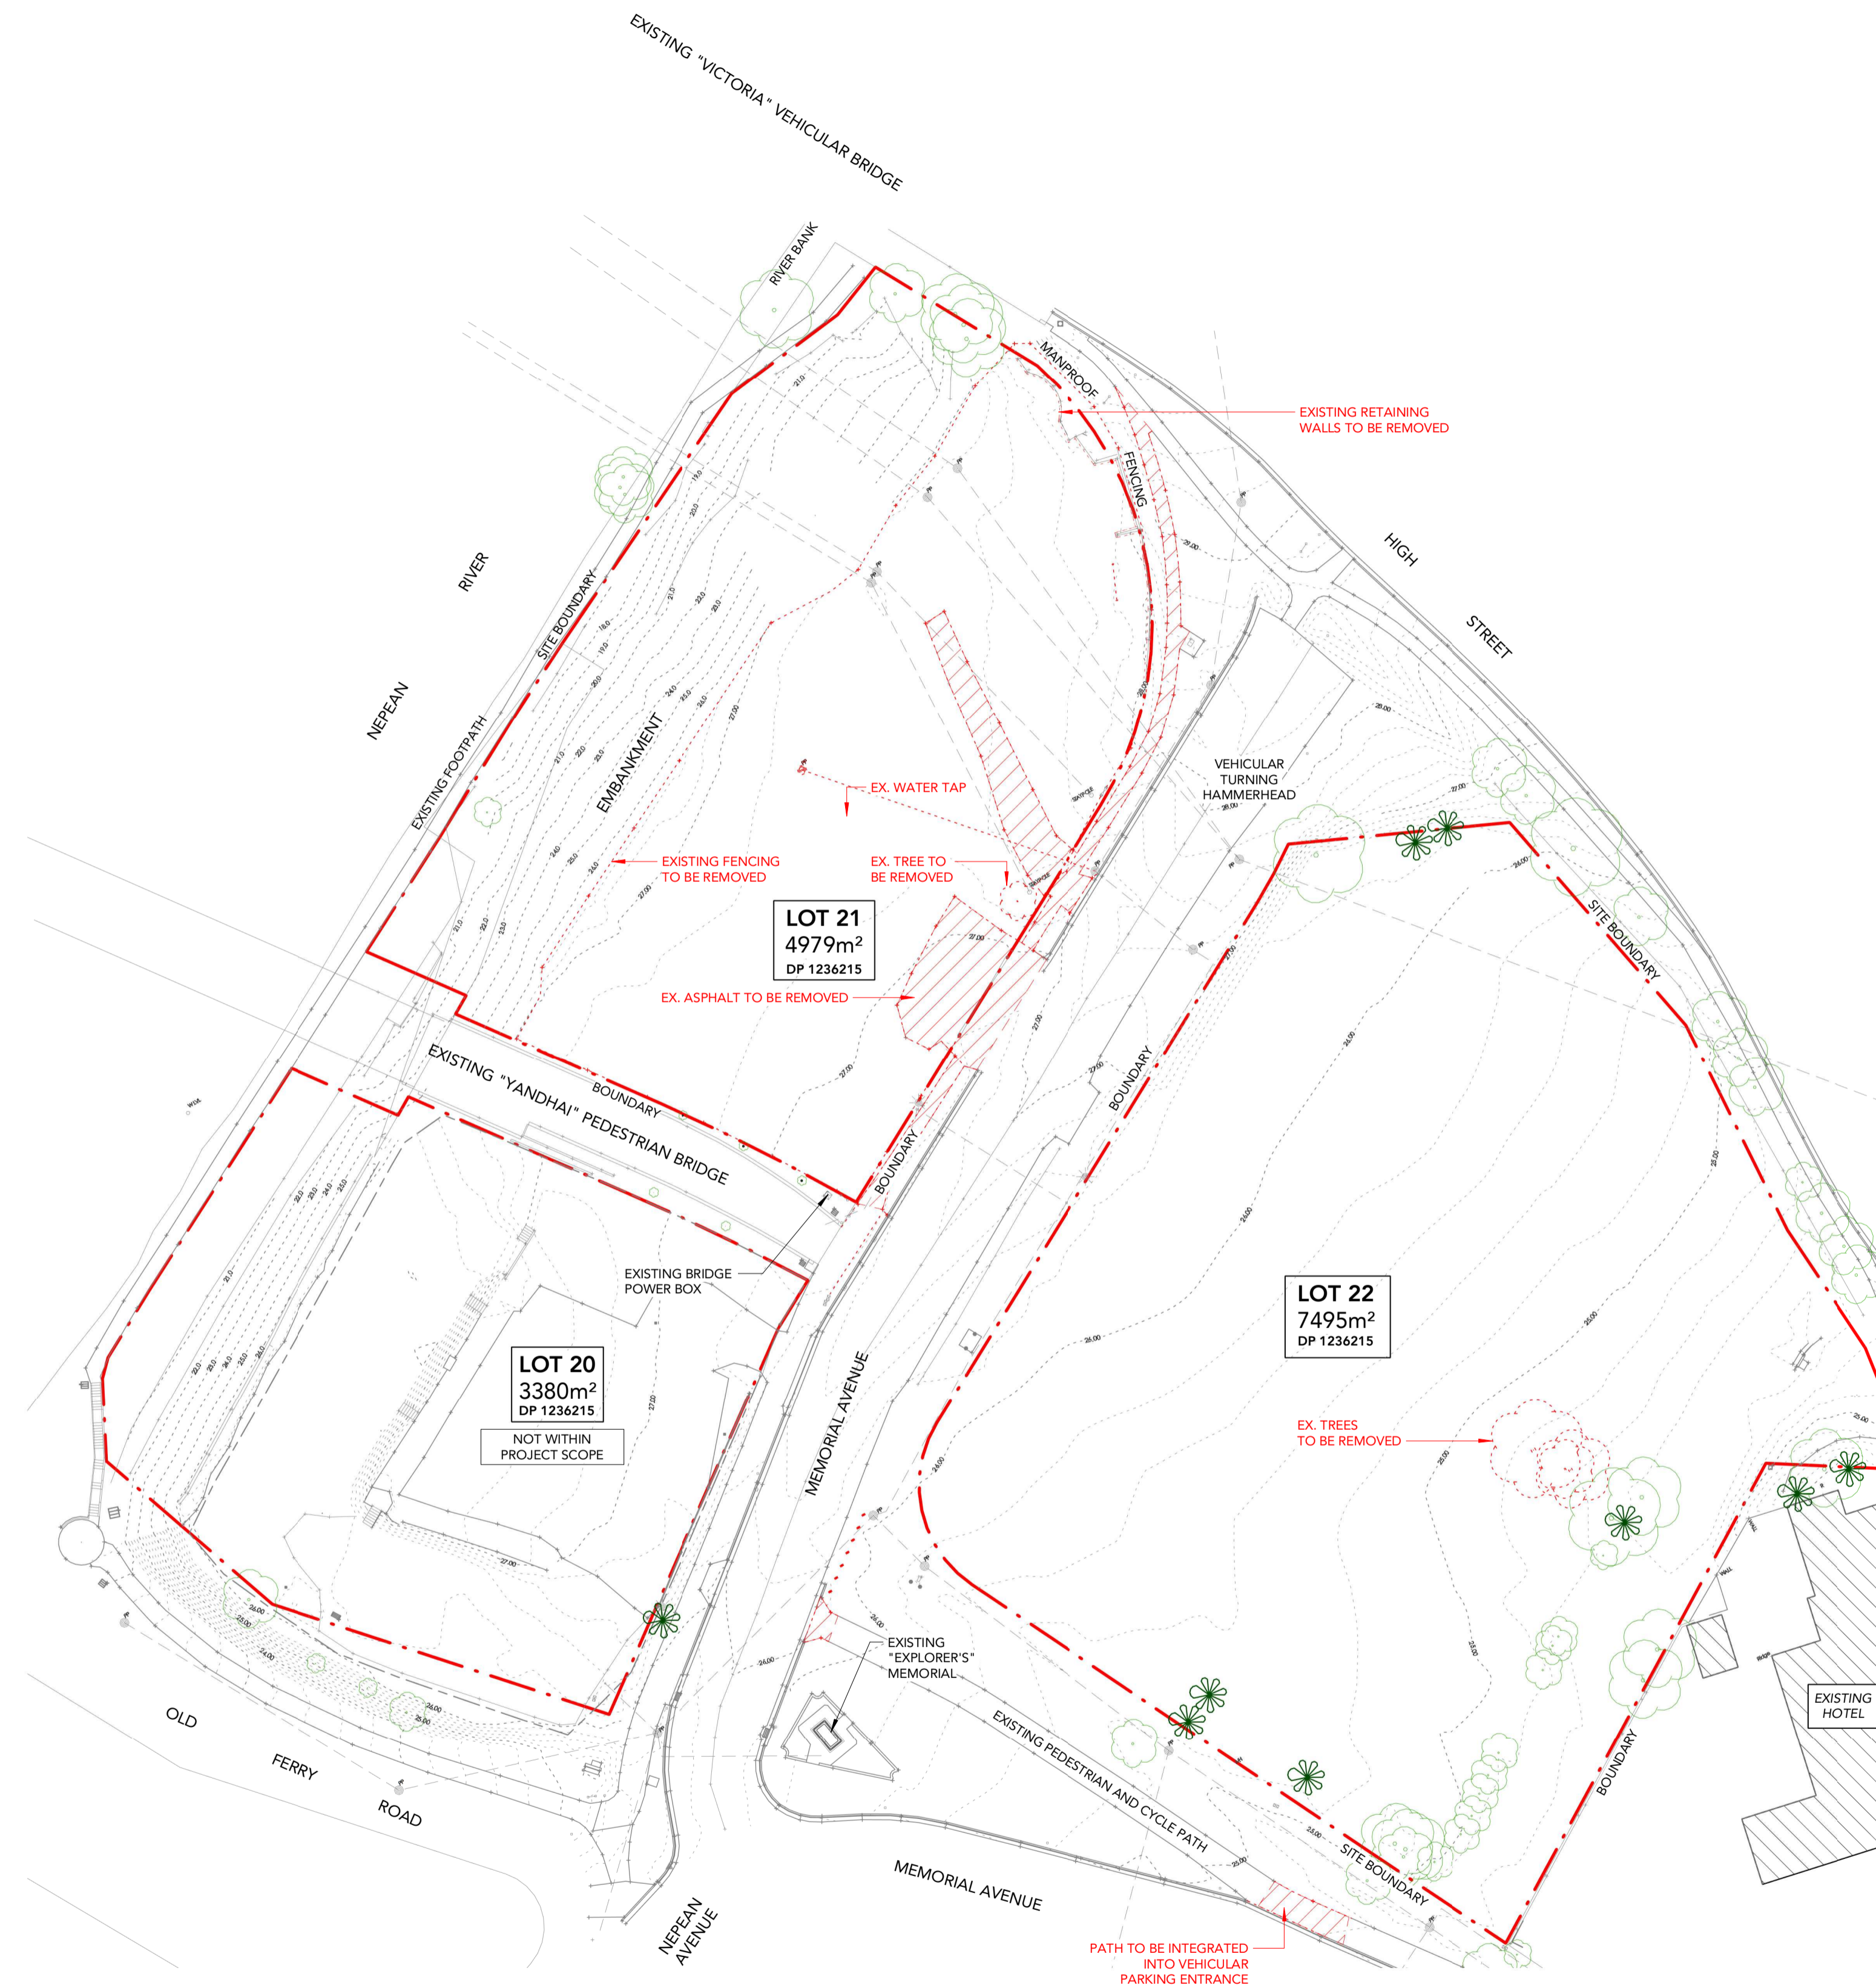 EXISTING "VICTORIA" VEHICULAR BRIDGE
RIVER BANK
MANPROOF
FENCING
EXISTING RETAINING
WALLS TO BE REMOVED
HIGH
STREET
NEPEAN
RIVER
SITE BOUNDARY
EXISTING FOOTPATH
EMBANKMENT
VEHICULAR
TURNING
HAMMERHEAD
EX. WATER TAP
EXISTING FENCING
TO BE REMOVED
EX. TREE TO
BE REMOVED
LOT 21
4979m²
DP 1236215
EX. ASPHALT TO BE REMOVED
SITE BOUNDARY
BOUNDARY
EXISTING "YANDHAI" PEDESTRIAN BRIDGE
BOUNDARY
BOUNDARY
EXISTING BRIDGE
POWER BOX
LOT 20
3380m²
DP 1236215
NOT WITHIN
PROJECT SCOPE
LOT 22
7495m²
DP 1236215
MEMORIAL AVENUE
EX. TREES
TO BE REMOVED
EXISTING
"EXPLORER'S"
MEMORIAL
EXISTING
HOTEL
OLD
FERRY
ROAD
EXISTING PEDESTRIAN AND CYCLE PATH
BOUNDARY
SITE BOUNDARY
MEMORIAL AVENUE
NEPEAN
AVENUE
PATH TO BE INTEGRATED
INTO VEHICULAR
PARKING ENTRANCE